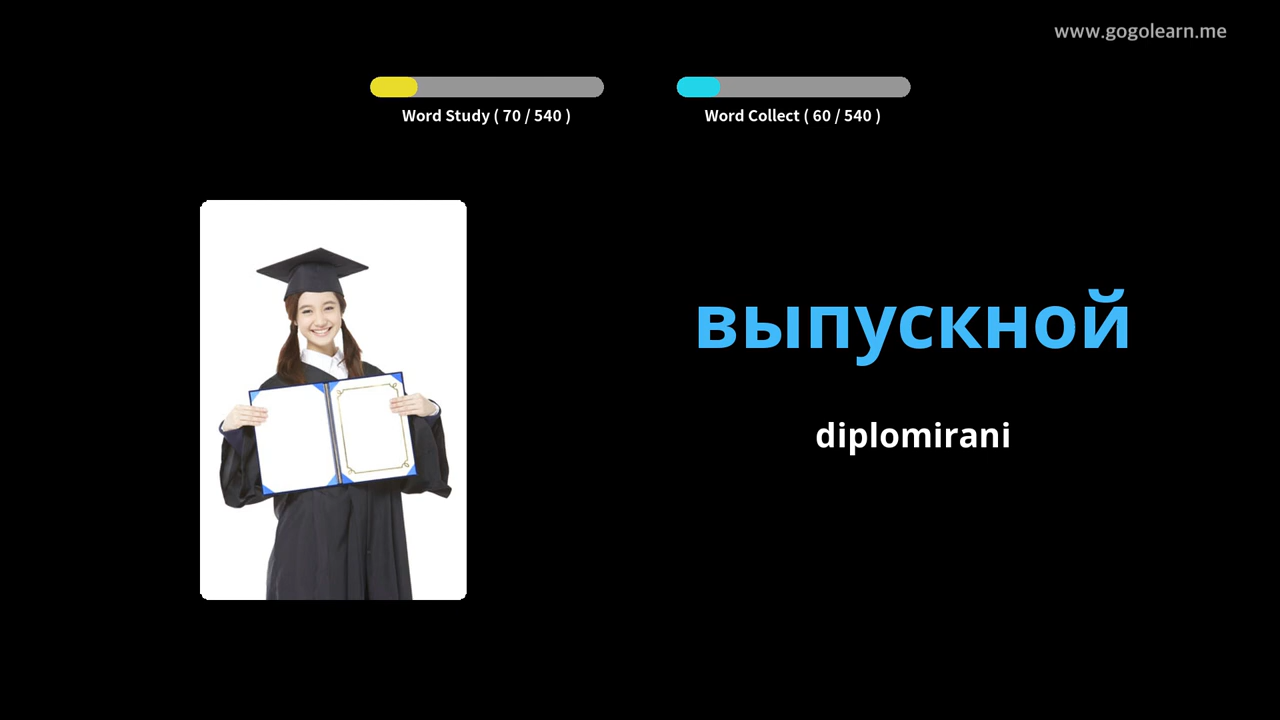 www.gogolearn.me
Word Study ( 70 / 540 )
Word Collect ( 60 / 540 )
выпускной
diplomirani